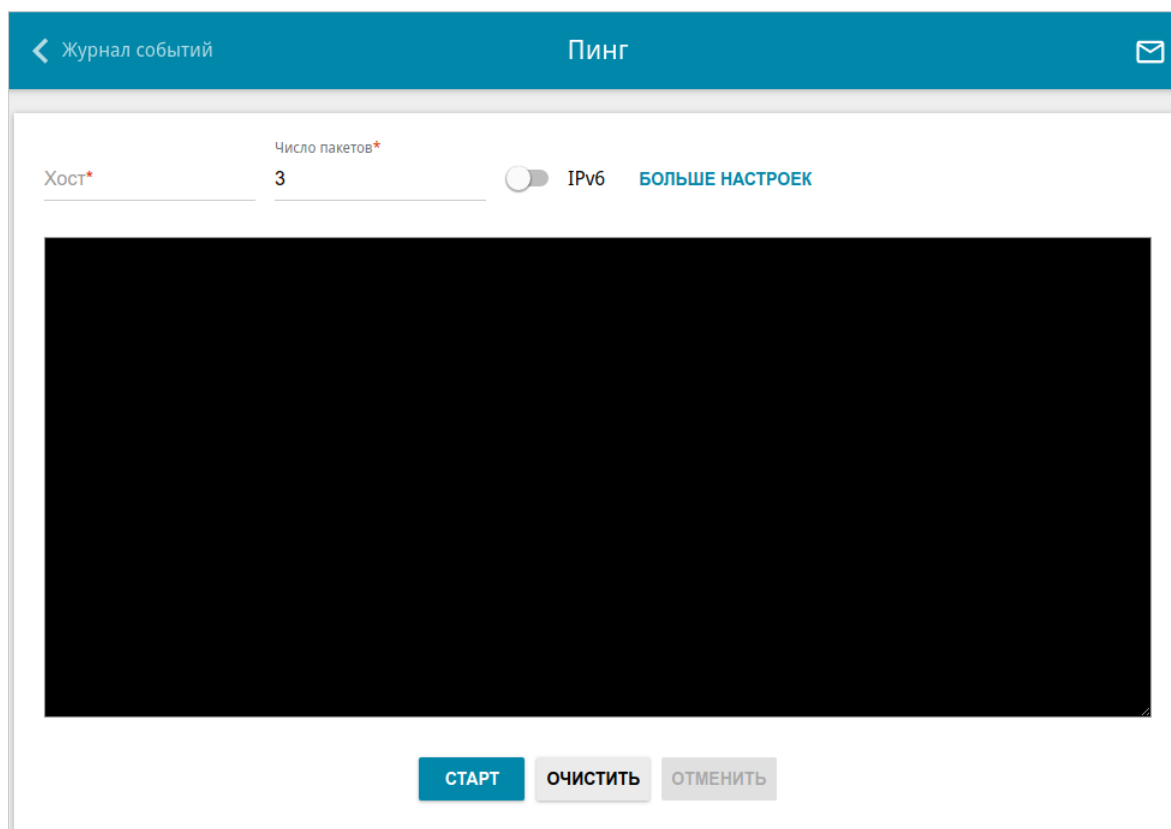 Журнал событий
Пинг
Число пакетов*
Хост*
3
IPv6
БОЛЬШЕ НАСТРОЕК
СТАРТ
ОЧИСТИТЬ
ОТМЕНИТЬ